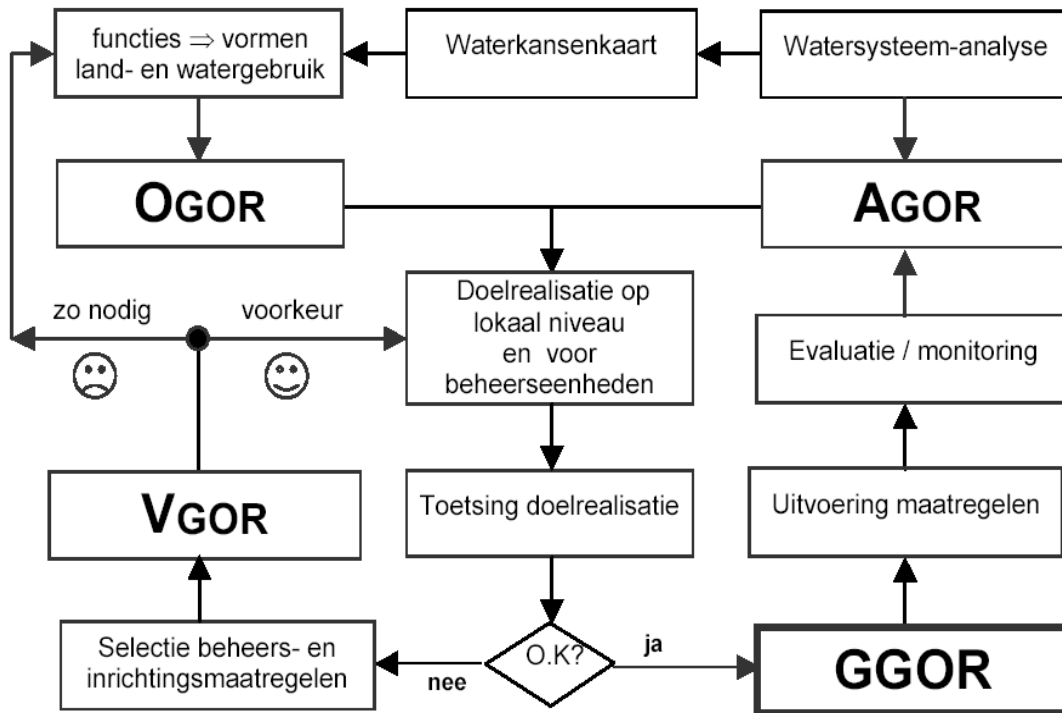 functies ⇒ vormen
land- en watergebruik
Waterkansenkaart
Watersysteem-analyse
OGOR
AGOR
Doelrealisatie op
lokaal niveau
en voor
beheerseenheden
zo nodig
voorkeur
Evaluatie / monitoring
VGOR
Toetsing doelrealisatie
Uitvoering maatregelen
Selectie beheers- en
inrichtingsmaatregelen
nee
O.K?
ja
GGOR